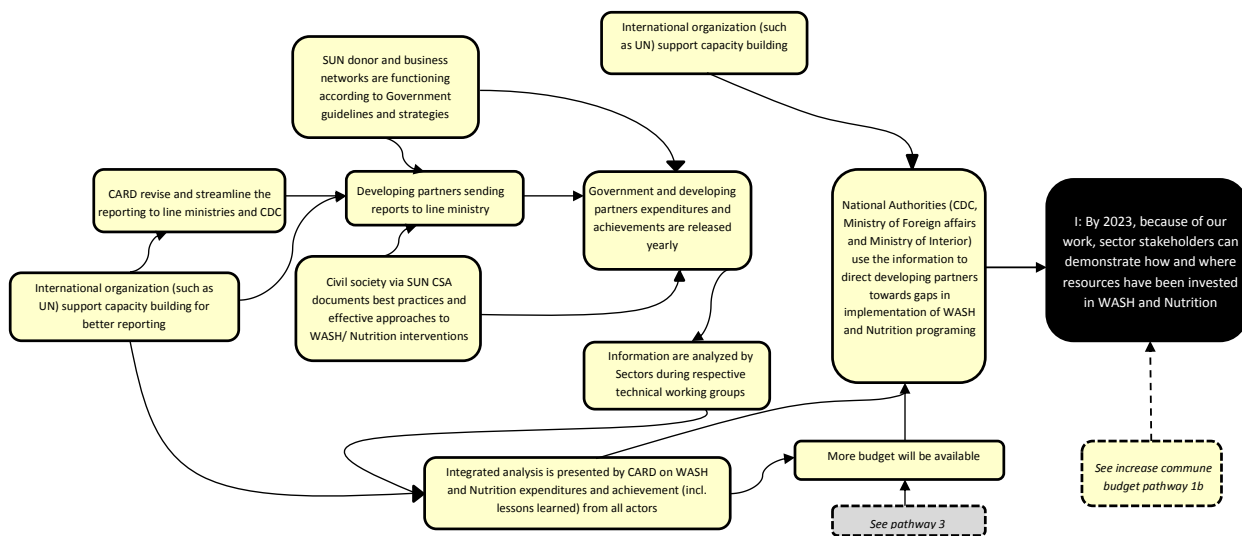 International organization (such
as UN) support capacity building
SUN donor and business
networks are functioning
according to Government
guidelines and strategies
CARD revise and streamline the
reporting to line ministries and CDC
Developing partners sending
reports to line ministry
Government and developing
partners expenditures and
achievements are released
yearly
National Authorities (CDC,
Ministry of Foreign affairs
and Ministry of Interior)
use the information to
direct developing partners
towards gaps in
implementation of WASH
and Nutrition programing
I: By 2023, because of our
work, sector stakeholders can
demonstrate how and where
resources have been invested
in WASH and Nutrition
International organization (such as
UN) support capacity building for
better reporting
Civil society via SUN CSA
documents best practices and
effective approaches to
WASH/ Nutrition interventions
Information are analyzed by
Sectors during respective
technical working groups
Integrated analysis is presented by CARD on WASH
and Nutrition expenditures and achievement (incl.
lessons learned) from all actors
More budget will be available
See pathway 3
See increase commune
budget pathway 1b